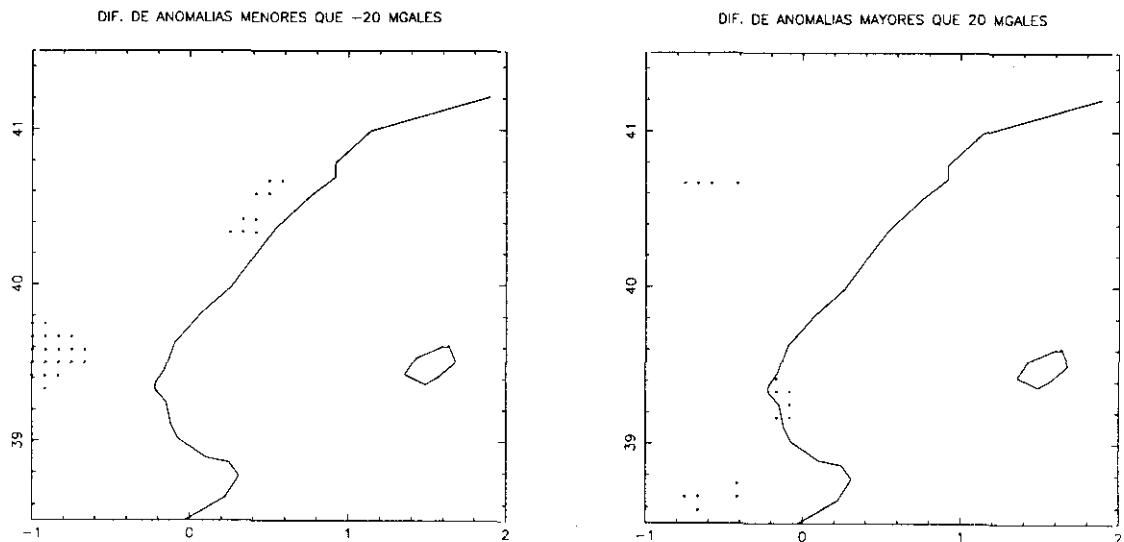 DIF. DE ANOMALIAS MENORES QUE −20 MGALES
41
40
39
−1 0 1 2
DIF. DE ANOMALIAS MAYORES QUE 20 MGALES
41
40
39
−1 0 1 2